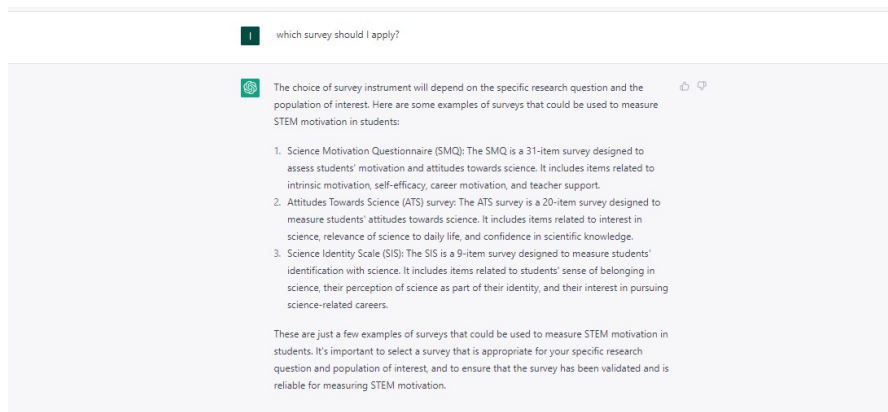 I
which survey should I apply?
The choice of survey instrument will depend on the specific research question and the
population of interest. Here are some examples of surveys that could be used to measure
STEM motivation in students:
1. Science Motivation Questionnaire (SMQ): The SMQ is a 31-item survey designed to
assess students' motivation and attitudes towards science. It includes items related to
intrinsic motivation, self-efficacy, career motivation, and teacher support.
2. Attitudes Towards Science (ATS) survey: The ATS survey is a 20-item survey designed to
measure students' attitudes towards science. It includes items related to interest in
science, relevance of science to daily life, and confidence in scientific knowledge.
3. Science Identity Scale (SIS): The SIS is a 9-item survey designed to measure students'
identification with science. It includes items related to students' sense of belonging in
science, their perception of science as part of their identity, and their interest in pursuing
science-related careers.
These are just a few examples of surveys that could be used to measure STEM motivation in
students. It's important to select a survey that is appropriate for your specific research
question and population of interest, and to ensure that the survey has been validated and is
reliable for measuring STEM motivation.